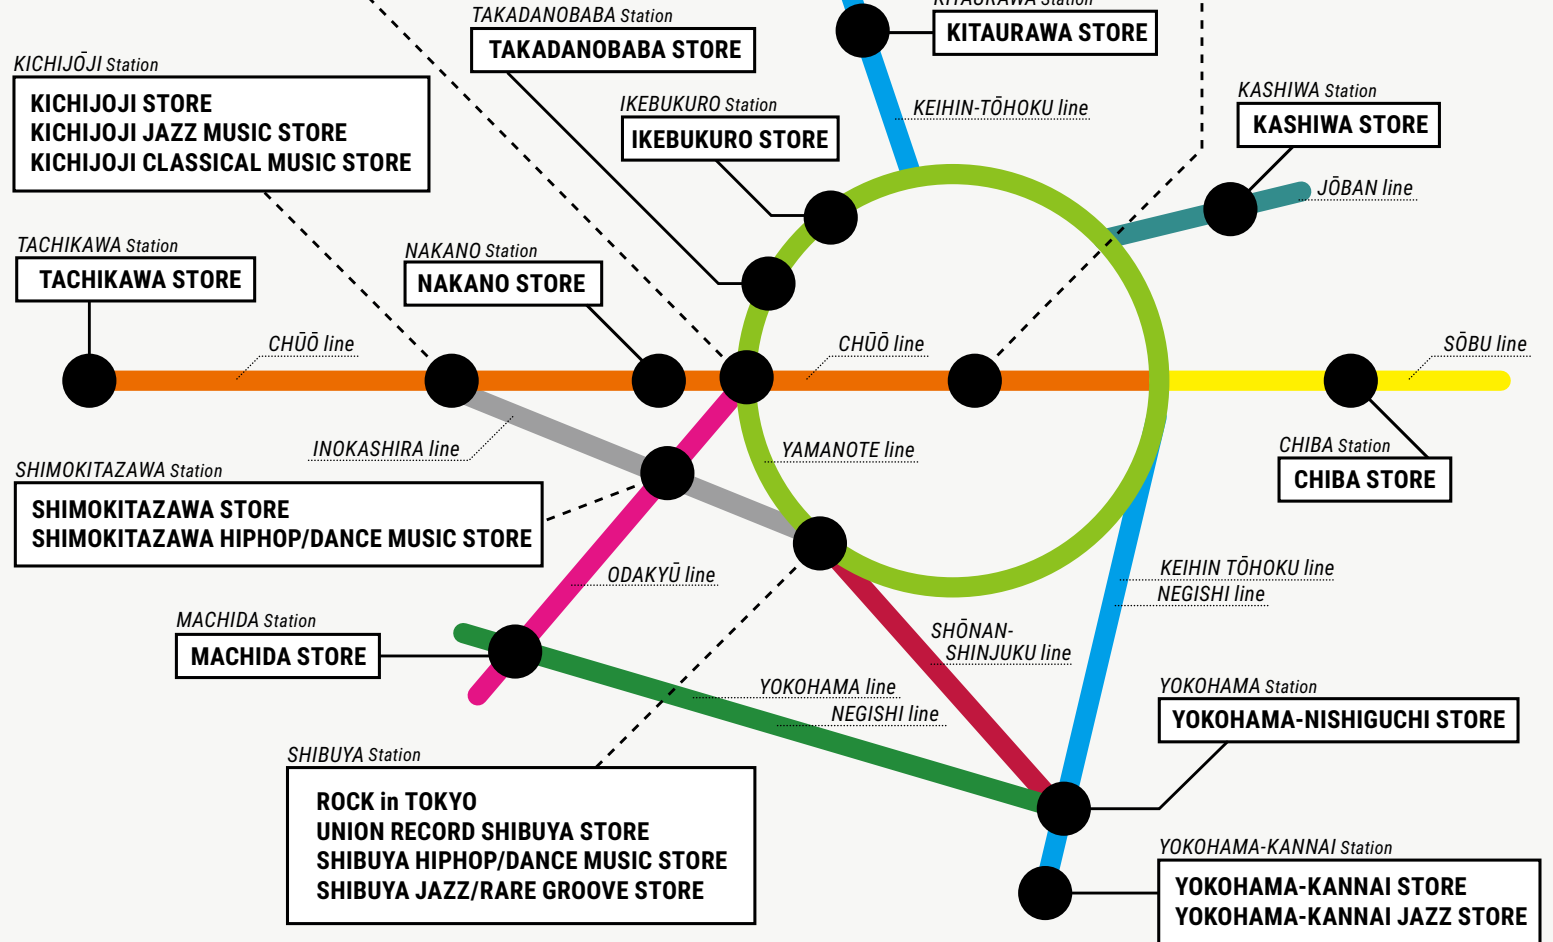 TAKADANOBABA Station
TAKADANOBABA STORE
KITAURAWA Station
KITAURAWA STORE
KICHIJŌJI Station
KICHIJOJI STORE
KICHIJOJI JAZZ MUSIC STORE
KICHIJOJI CLASSICAL MUSIC STORE
IKEBUKURO Station
IKEBUKURO STORE
KEIHIN-TŌHOKU line
KASHIWA Station
KASHIWA STORE
JŌBAN line
TACHIKAWA Station
TACHIKAWA STORE
NAKANO Station
NAKANO STORE
CHŪŌ line
CHŪŌ line
SŌBU line
INOKASHIRA line
YAMANOTE line
CHIBA Station
CHIBA STORE
SHIMOKITAZAWA Station
SHIMOKITAZAWA STORE
SHIMOKITAZAWA HIPHOP/DANCE MUSIC STORE
ODAKYŪ line
KEIHIN TŌHOKU line
NEGISHI line
MACHIDA Station
MACHIDA STORE
SHŌNAN-
SHINJUKU line
YOKOHAMA line
NEGISHI line
YOKOHAMA Station
YOKOHAMA-NISHIGUCHI STORE
SHIBUYA Station
ROCK in TOKYO
UNION RECORD SHIBUYA STORE
SHIBUYA HIPHOP/DANCE MUSIC STORE
SHIBUYA JAZZ/RARE GROOVE STORE
YOKOHAMA-KANNAI Station
YOKOHAMA-KANNAI STORE
YOKOHAMA-KANNAI JAZZ STORE